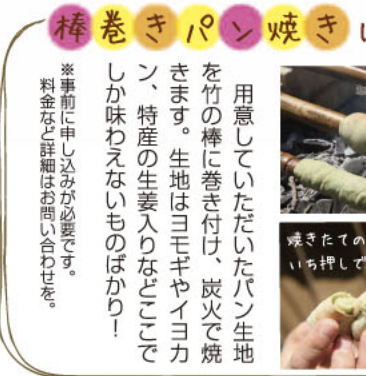 棒巻きパン焼き
用意していただいたパン生地
を竹の棒に巻き付け、炭火で焼
きます。生地はヨモギやイヨカ
ン、特産の生姜入りなどここで
しか味わえないものばかり！
※事前に申し込みが必要です。
料金など詳細はお問い合わせを。
焼きたての
いち押しで